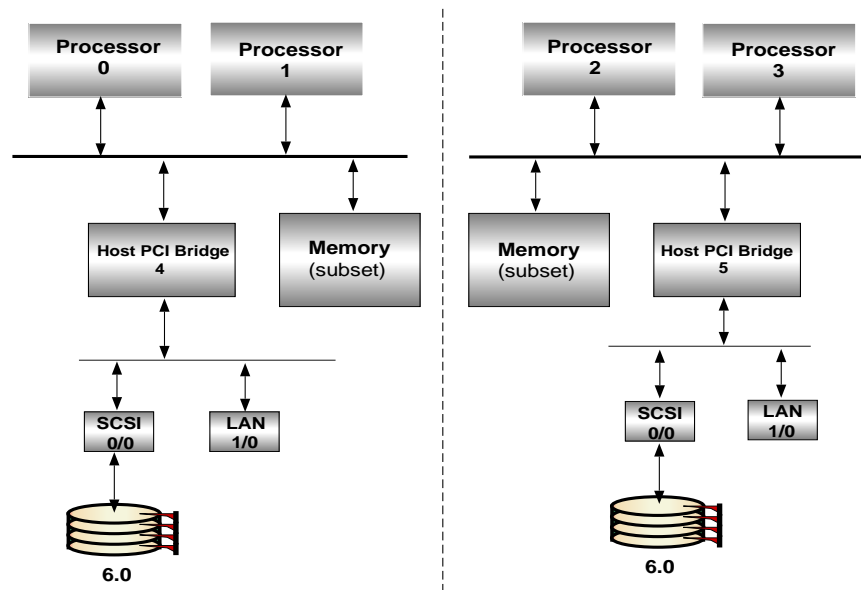 Processor
0
Processor
1
Host PCI Bridge
4
Memory
(subset)
SCSI
0/0
LAN
1/0
6.0
Processor
2
Processor
3
Memory
(subset)
Host PCI Bridge
5
SCSI
0/0
LAN
1/0
6.0